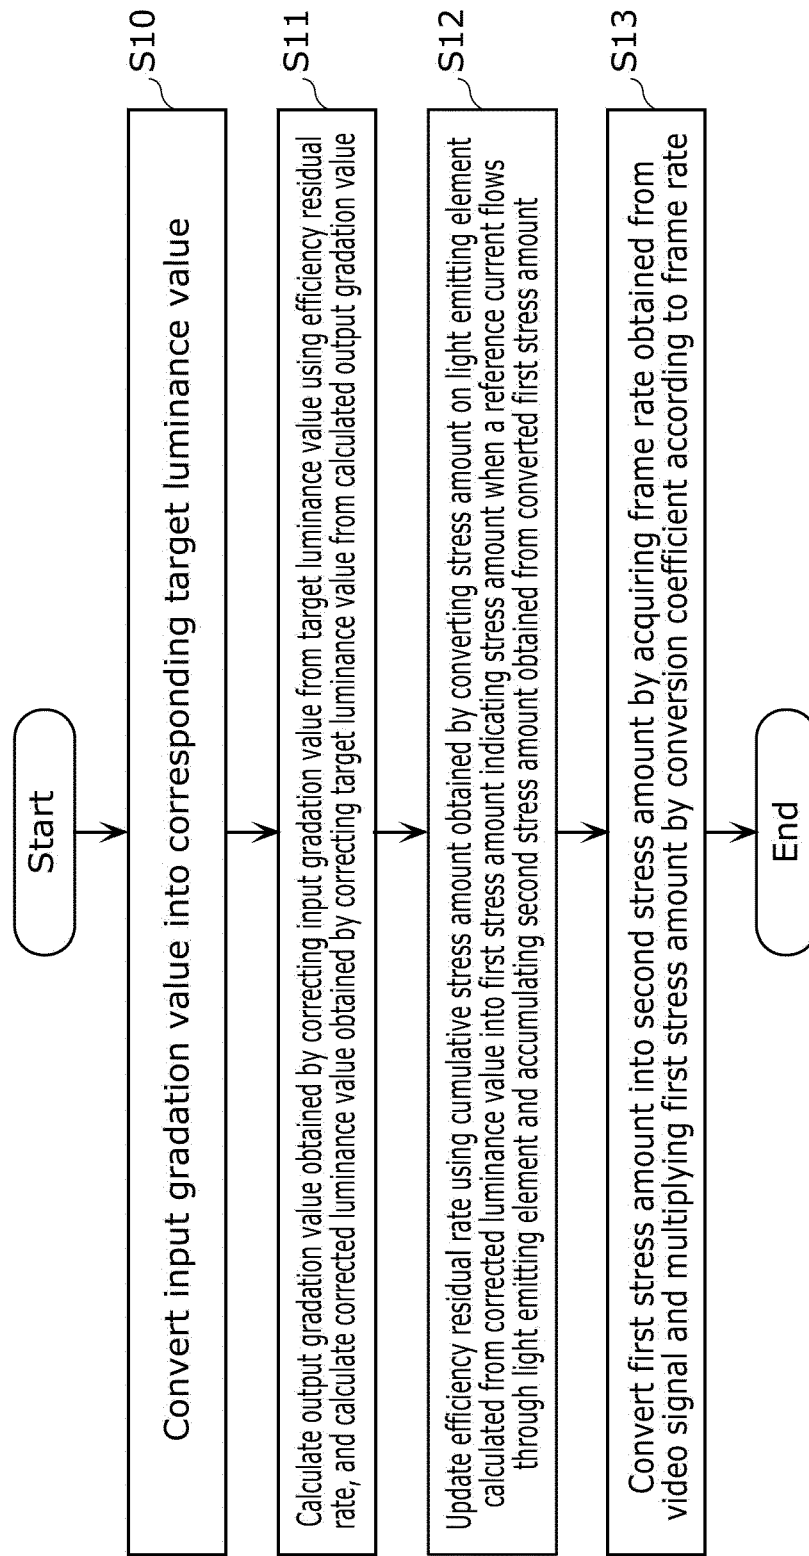 Start
S10
Convert input gradation value into corresponding target luminance value
S11
Calculate output gradation value obtained by correcting input gradation value from target luminance value using efficiency residual
rate, and calculate corrected luminance value obtained by correcting target luminance value from calculated output gradation value
S12
Update efficiency residual rate using cumulative stress amount obtained by converting stress amount on light emitting element
calculated from corrected luminance value into first stress amount indicating stress amount when a reference current flows
through light emitting element and accumulating second stress amount obtained from converted first stress amount
S13
Convert first stress amount into second stress amount by acquiring frame rate obtained from
video signal and multiplying first stress amount by conversion coefficient according to frame rate
End